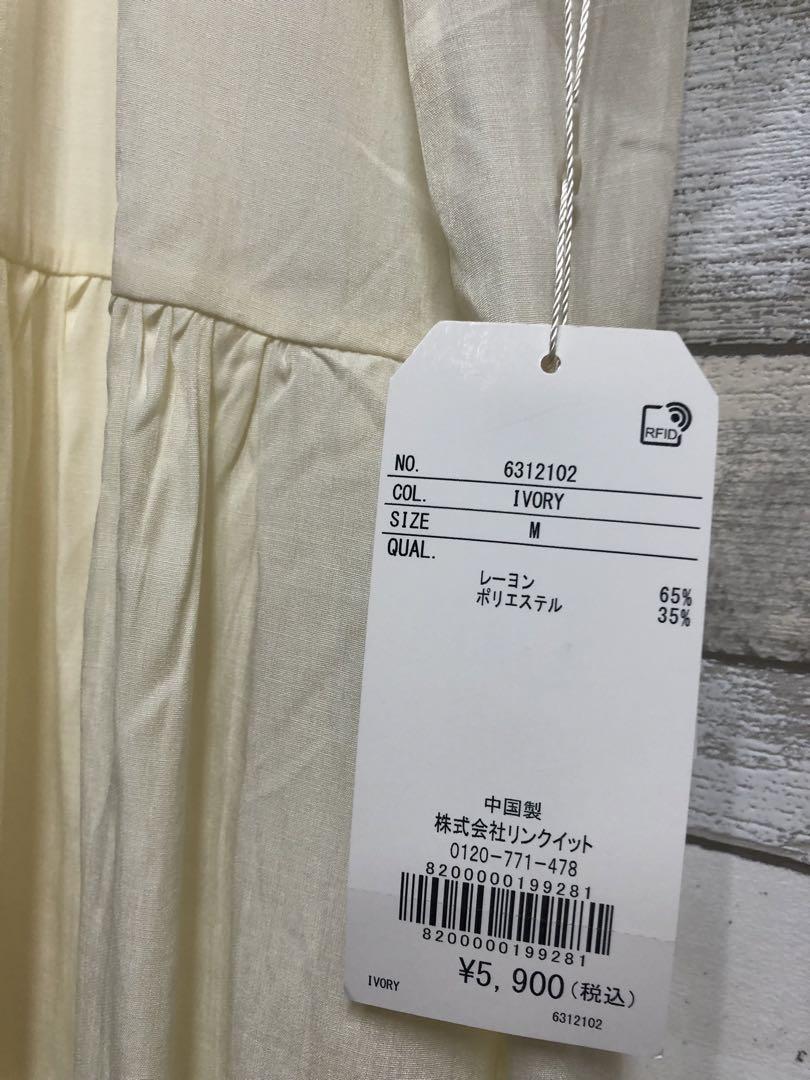 RFID
NO. 6312102
COL. IVORY
SIZE M
QUAL.
レーヨン 65%
ポリエステル 35%
中国製
株式会社リンクイット
0120-771-478
8200000199281
8200000199281
¥5,900(税込)
IVORY
6312102